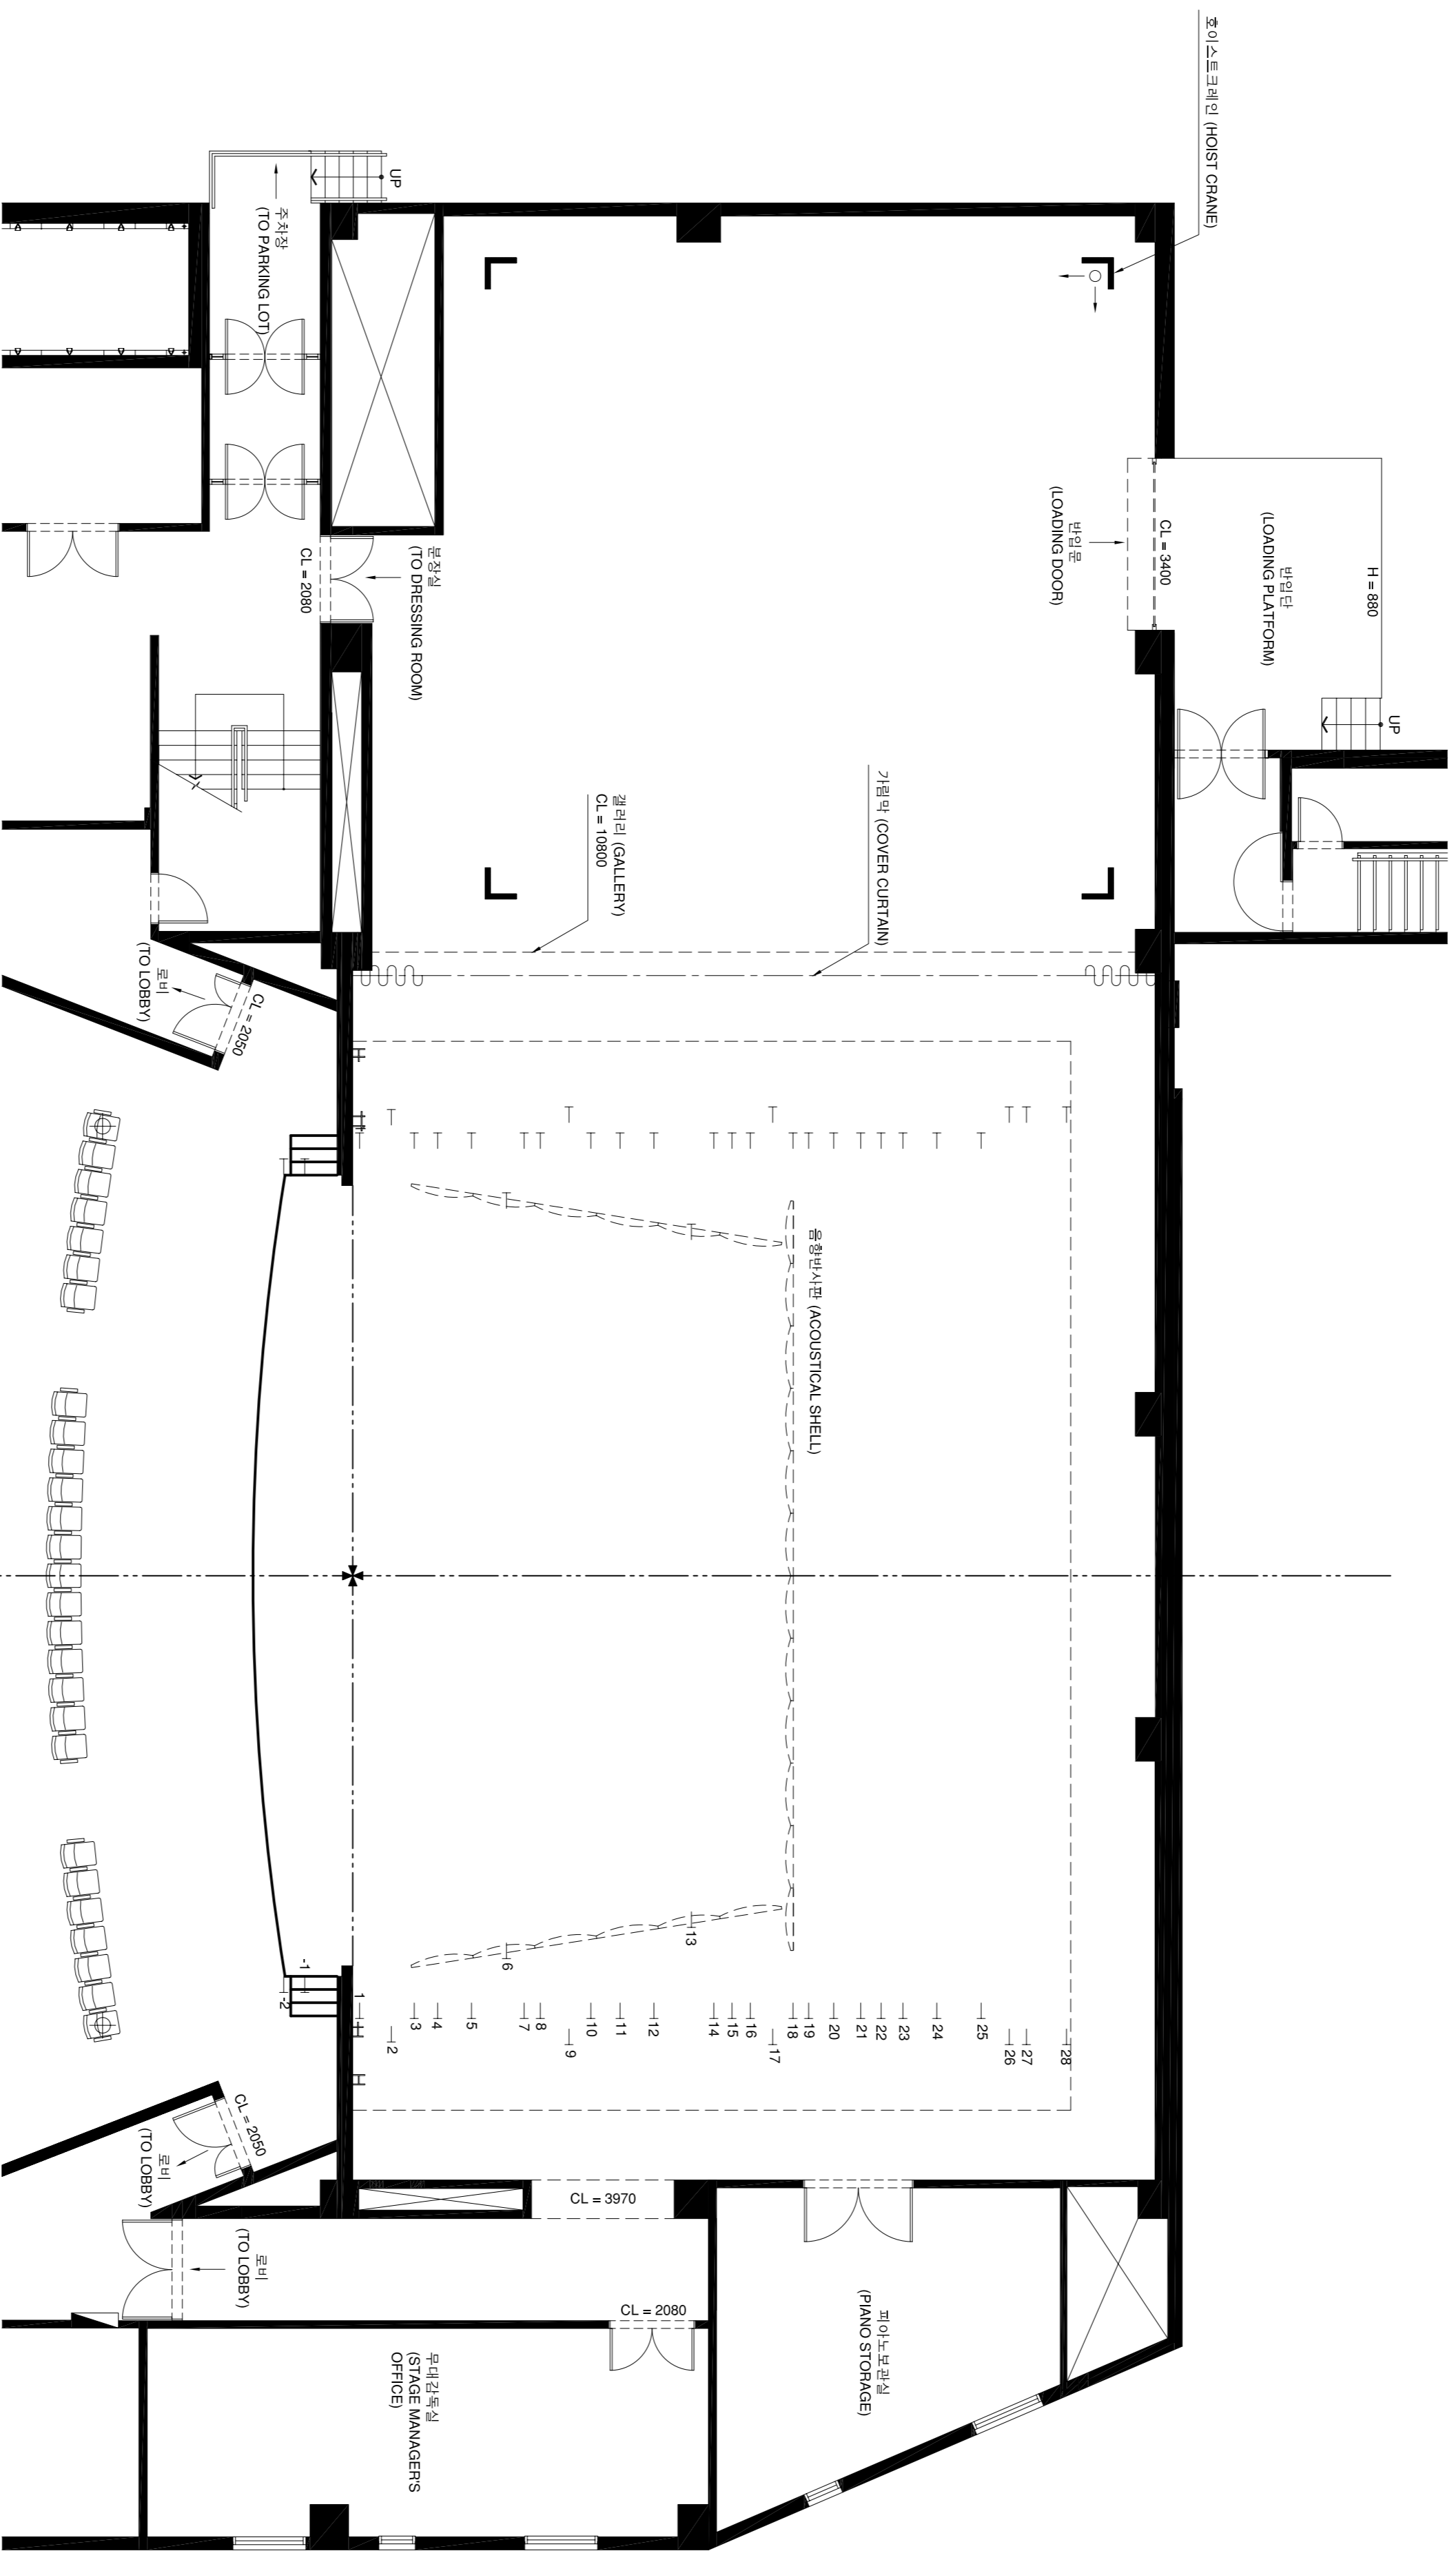 호이스트크레인 (HOIST CRANE)
UP
주차장
(TO PARKING LOT)
H = 880
반입단
(LOADING PLATFORM)
CL = 3400
반입문
(LOADING DOOR)
UP
분장실
(TO DRESSING ROOM)
CL = 2080
가림막 (COVER CURTAIN)
갤러리 (GALLERY)
CL = 10800
로비
(TO LOBBY)
CL = 2050
음향반사판 (ACOUSTICAL SHELL)
-2
-1
1
2
3
4
5
6
7
8
9
10
11
12
13
14
15
16
17
18
19
20
21
22
23
24
25
26
27
28
CL = 2050
로비
(TO LOBBY)
CL = 3970
로비
(TO LOBBY)
CL = 2080
피아노보관실
(PIANO STORAGE)
무대감독실
(STAGE MANAGER'S
OFFICE)